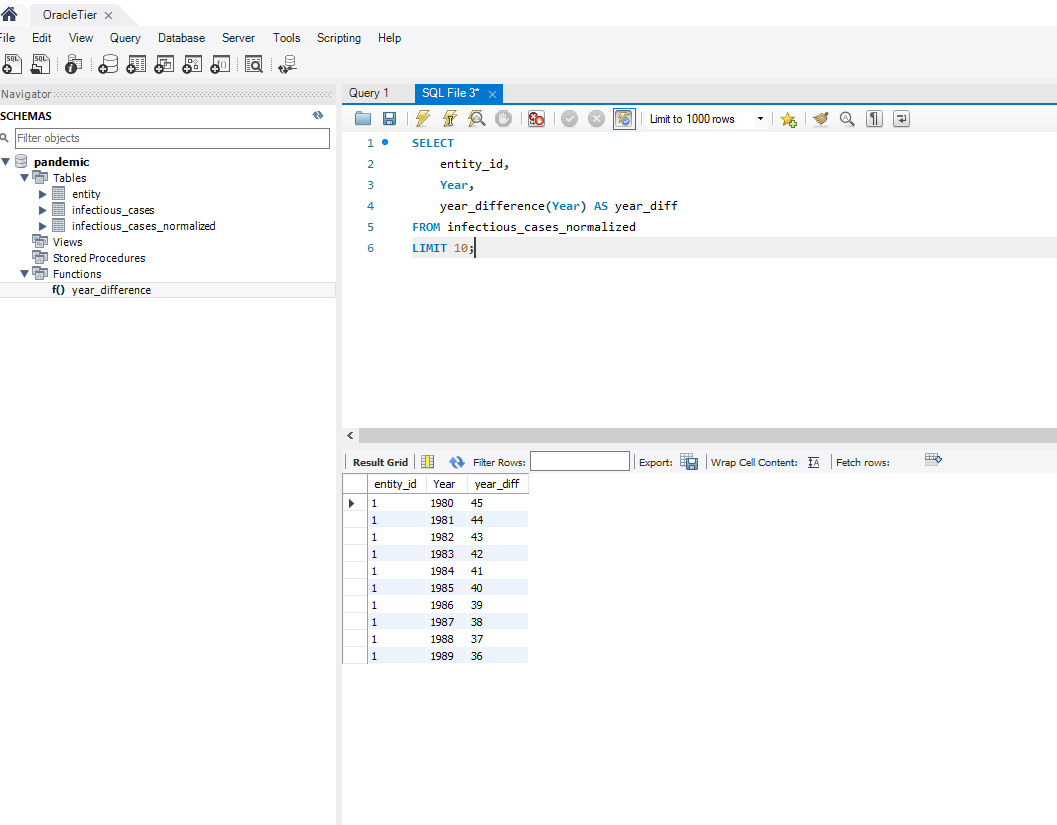 OracleTier
File Edit View Query Database Server Tools Scripting Help
Navigator
SCHEMAS
Filter objects
pandemic
Tables
entity
infectious_cases
infectious_cases_normalized
Views
Stored Procedures
Functions
f() year_difference
Query 1 SQL File 3*
Limit to 1000 rows
1 SELECT
2 entity_id,
3 Year,
4 year_difference(Year) AS year_diff
5 FROM infectious_cases_normalized
6 LIMIT 10;
Result Grid Filter Rows: Export: Wrap Cell Content: IA Fetch rows:
entity_id Year year_diff
1 1980 45
1 1981 44
1 1982 43
1 1983 42
1 1984 41
1 1985 40
1 1986 39
1 1987 38
1 1988 37
1 1989 36